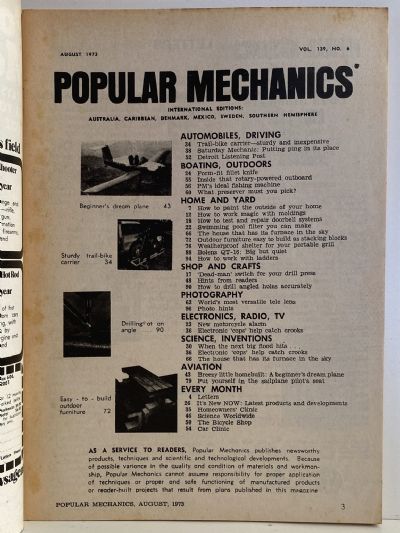 AUGUST 1973
VOL. 139, NO. 6
POPULAR MECHANICS
INTERNATIONAL EDITIONS:
AUSTRALIA, CARIBBEAN, DENMARK, MEXICO, SWEDEN, SOUTHERN HEMISPHERE
AUTOMOBILES, DRIVING
34 Trail-bike carrier—sturdy and inexpensive
38 Saturday Mechanic: Putting ping in its place
52 Detroit Listening Post
BOATING, OUTDOORS
24 Form-fit fillet knife
55 Inside that rotary-powered outboard
56 PM's ideal fishing machine
60 What preserver must you pick?
HOME AND YARD
7 How to paint the outside of your home
12 How to work magic with moldings
18 How to test and repair doorbell systems
22 Swimming pool filter you can make
66 The house that has its furnace in the sky
72 Outdoor furniture easy to build as stacking blocks
76 Weatherproof shelter for your portable grill
88 Bolens QT-16: Big but quiet
94 How to work with ladders
SHOP AND CRAFTS
17 'Dead-man' switch for your drill press
48 Hints from readers
90 How to drill angled holes accurately
PHOTOGRAPHY
62 World's most versatile tele lens
96 Photo hints
ELECTRONICS, RADIO, TV
23 New motorcycle alarm
36 Electronic 'cops' help catch crooks
SCIENCE, INVENTIONS
30 When the next big flood hits . .
36 Electronic 'cops' help catch crooks
66 The house that has its furnace in the sky
AVIATION
43 Breezy little homebuilt: A beginner's dream plane
79 Put yourself in the sailplane pilot's seat
EVERY MONTH
4 Letters
26 It's NEW NOW: Latest products and developments
35 Homeowners' Clinic
46 Science Worldwide
50 The Bicycle Shop
54 Car Clinic
Beginner's dream plane . . 43
Sturdy trail-bike
carrier 34
Drilling at an
angle 90
Easy - to - build
outdoor
furniture 72
AS A SERVICE TO READERS, Popular Mechanics publishes newsworthy
products, techniques and scientific and technological developments. Because
of possible variance in the quality and condition of materials and workman-
ship, Popular Mechanics cannot assume responsibility for proper application
of techniques or proper and safe functioning of manufactured products
or reader-built projects that result from plans published in this magazine
POPULAR MECHANICS, AUGUST, 1973
3